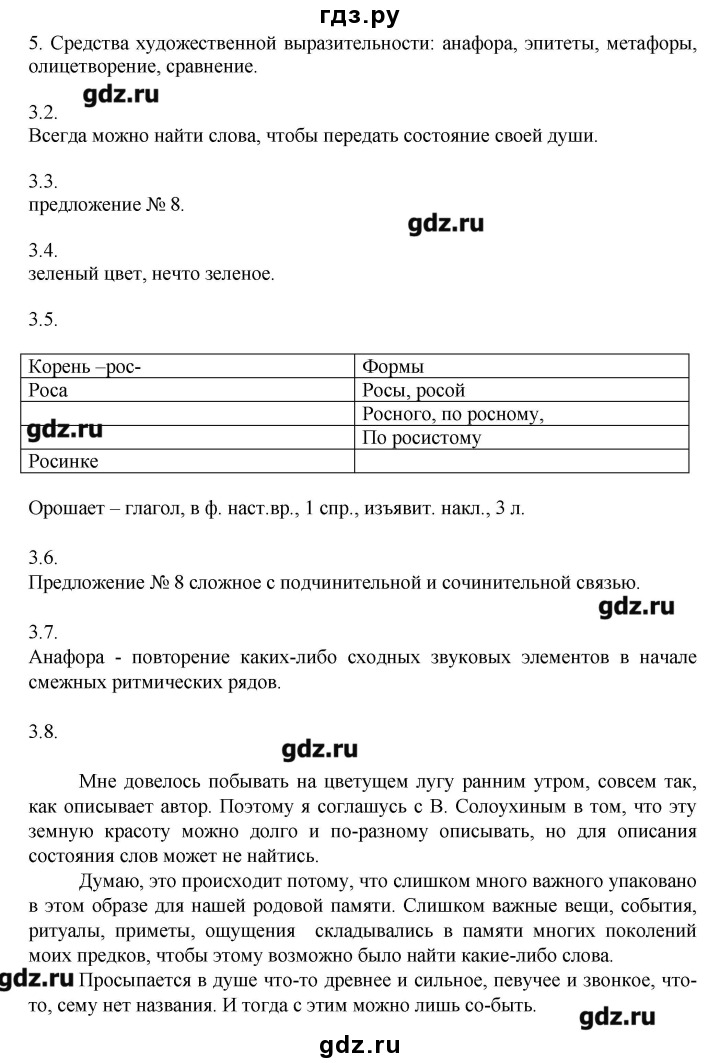 гдз.ру
5. Средства художественной выразительности: анафора, эпитеты, метафоры,
олицетворение, сравнение.
gdz.ru
3.2.
Всегда можно найти слова, чтобы передать состояние своей души.
3.3.
предложение № 8.
gdz.ru
3.4.
зеленый цвет, нечто зеленое.
3.5.
Корень –рос- Формы
Роса Росы, росой
Росного, по росному,
gdz.ru
По росистому
Росинке
Орошает – глагол, в ф. наст.вр., 1 спр., изъявит. накл., 3 л.
3.6.
Предложение № 8 сложное с подчинительной и сочинительной связью.
gdz.ru
3.7.
Анафора - повторение каких-либо сходных звуковых элементов в начале
смежных ритмических рядов.
3.8.
gdz.ru
Мне довелось побывать на цветущем лугу ранним утром, совсем так,
как описывает автор. Поэтому я соглашусь с В. Солоухиным в том, что эту
земную красоту можно долго и по-разному описывать, но для описания
состояния слов может не найтись.
Думаю, это происходит потому, что слишком много важного упаковано
в этом образе для нашей родовой памяти. Слишком важные вещи, события,
ритуалы, приметы, ощущения складывались в памяти многих поколений
моих предков, чтобы этому возможно было найти какие-либо слова.
gdz.ru
Просыпается в душе что-то древнее и сильное, певучее и звонкое, что-
то, сему нет названия. И тогда с этим можно лишь со-быть.
gdz.ru
gdz.ru